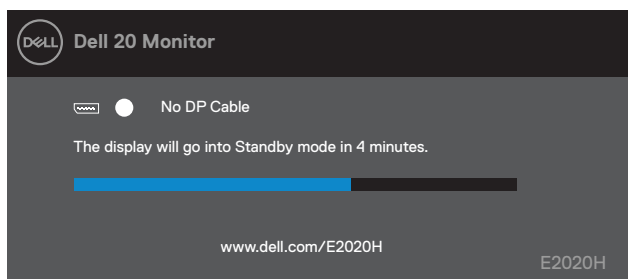 DELL Dell 20 Monitor
No DP Cable
The display will go into Standby mode in 4 minutes.
www.dell.com/E2020H
E2020H